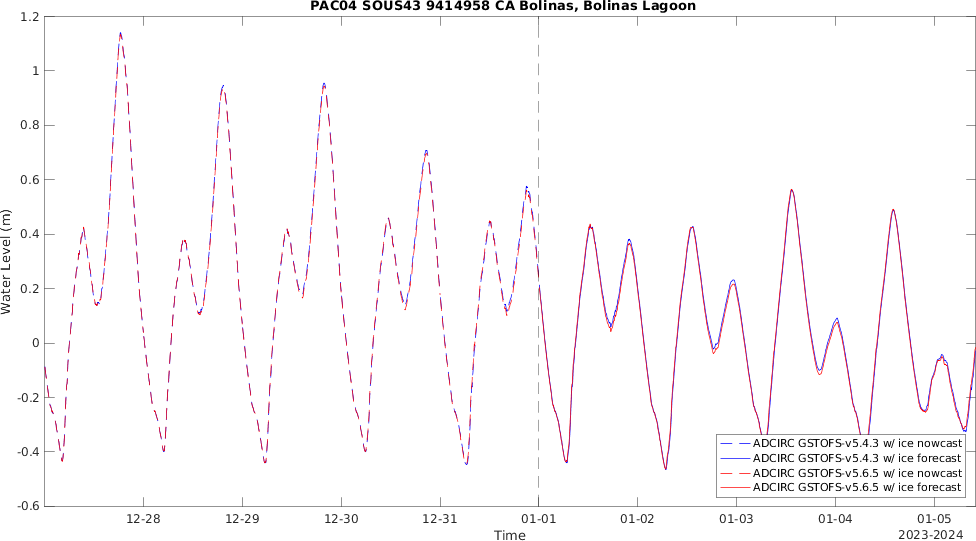 PAC04 SOUS43 9414958 CA Bolinas, Bolinas Lagoon
1.2
1
0.8
0.6
0.4
0.2
0
-0.2
-0.4
-0.6
Water Level (m)
12-28
12-29
12-30
12-31
01-01
01-02
01-03
01-04
01-05
2023-2024
Time
ADCIRC GSTOFS-v5.4.3 w/ ice nowcast
ADCIRC GSTOFS-v5.4.3 w/ ice forecast
ADCIRC GSTOFS-v5.6.5 w/ ice nowcast
ADCIRC GSTOFS-v5.6.5 w/ ice forecast